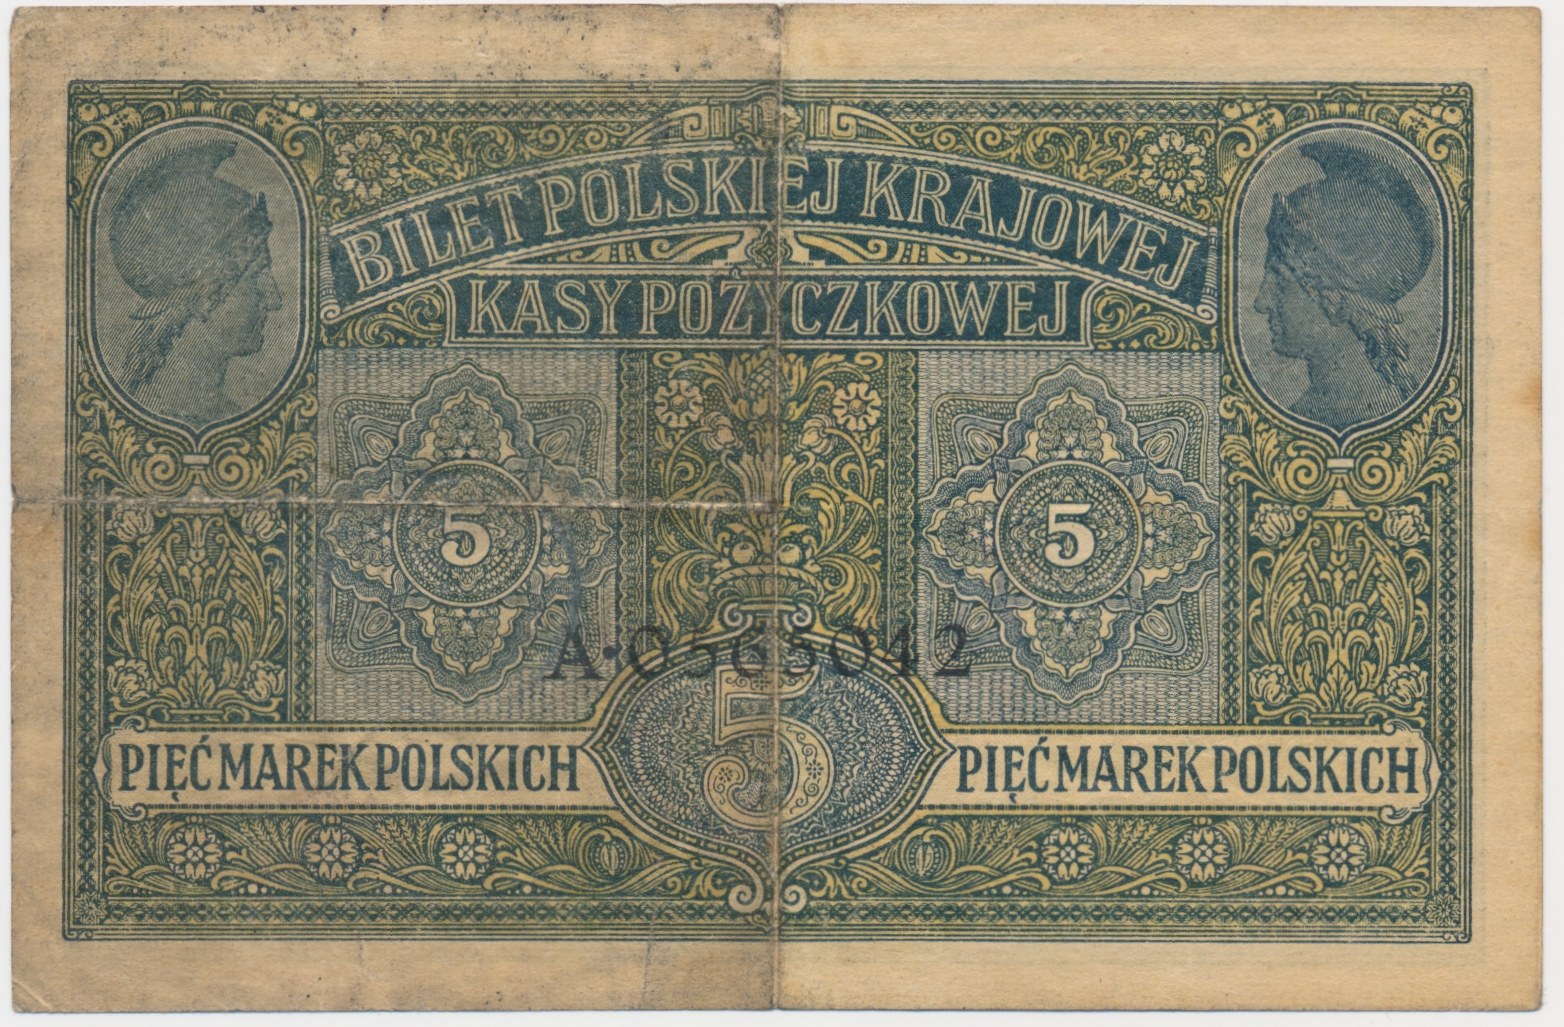 BILET POLSKIEJ KRAJOWEJ
KASY POŻYCZKOWEJ
5 5
A·0565042
5
PIĘĆ MAREK POLSKICH PIĘĆ MAREK POLSKICH